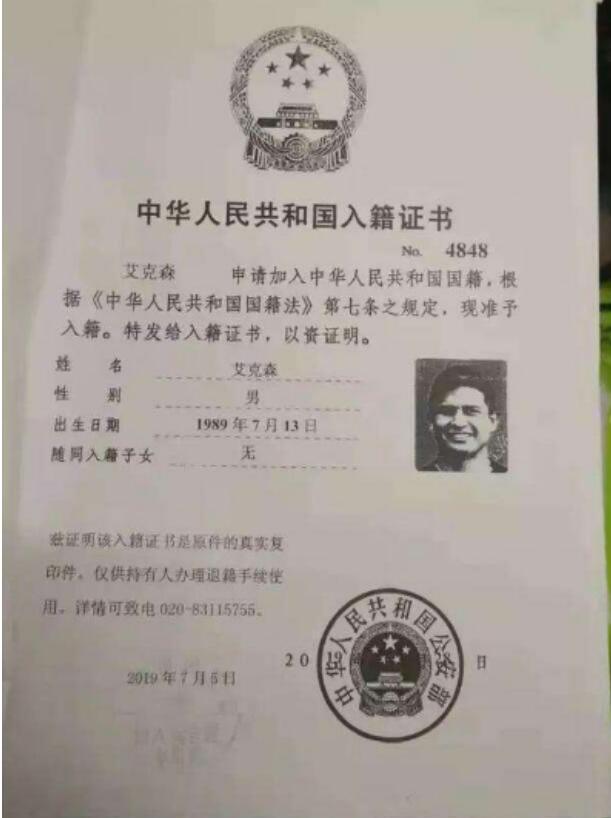 中华人民共和国入籍证书
No. 4848
艾克森 申请加入中华人民共和国国籍，根
据《中华人民共和国国籍法》第七条之规定，现准予
入籍。特发给入籍证书，以资证明。
姓 名 艾克森
性 别 男
出生日期 1989年7月13日
随同入籍子女 无
兹证明该入籍证书是原件的真实复
印件。仅供持有人办理退籍手续使
用。详情可致电 020-83115755。
2019年7月5日
2019 日
中华人民共和国公安部